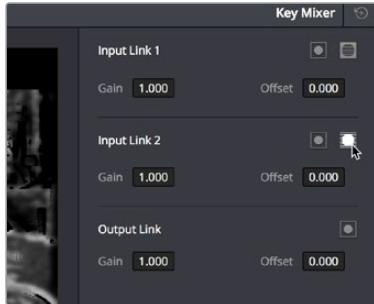 Key Mixer
Input Link 1
Gain 1.000 Offset 0.000
Input Link 2
Gain 1.000 Offset 0.000
Output Link
Gain 1.000 Offset 0.000